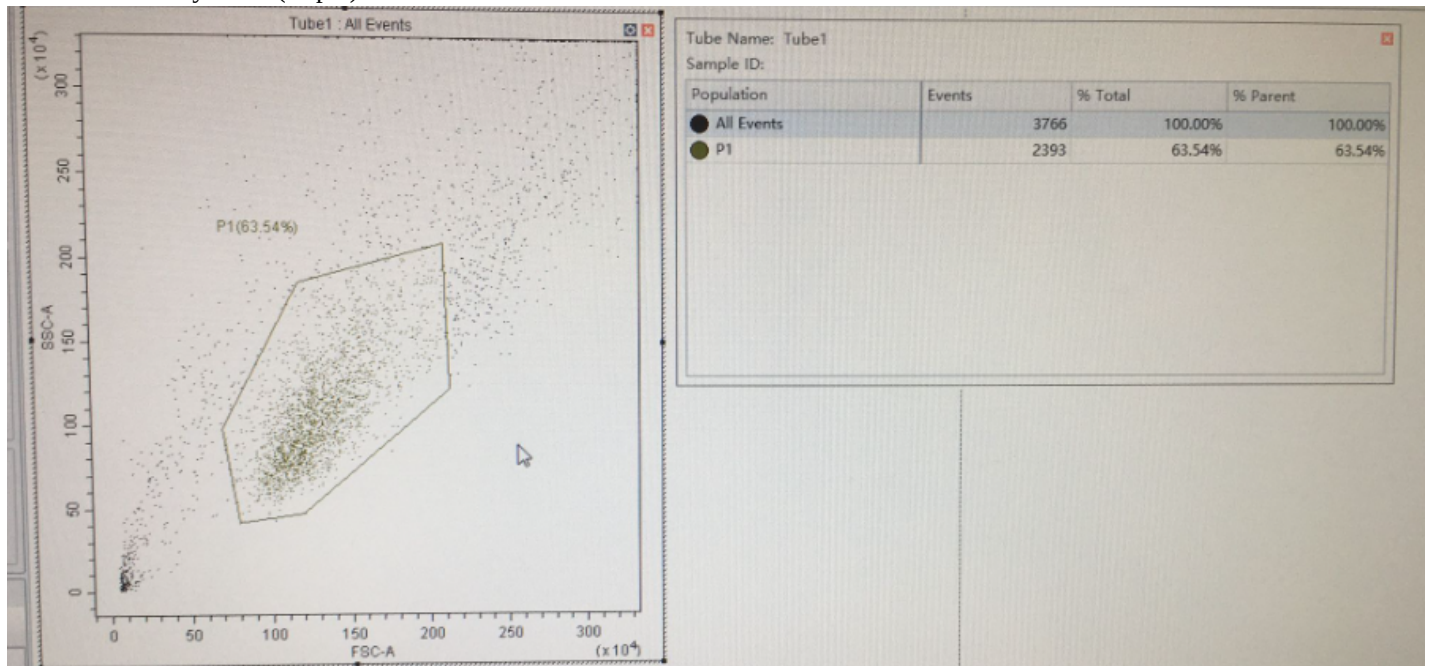 Tube1 : All Events
(x 10⁴)
300
250
200
150
100
50
0
SSC-A
P1(63.54%)
0 50 100 150 200 250 300
FSC-A (x 10⁴)
Tube Name: Tube1
Sample ID:
Population Events % Total % Parent
All Events 3766 100.00% 100.00%
P1 2393 63.54% 63.54%